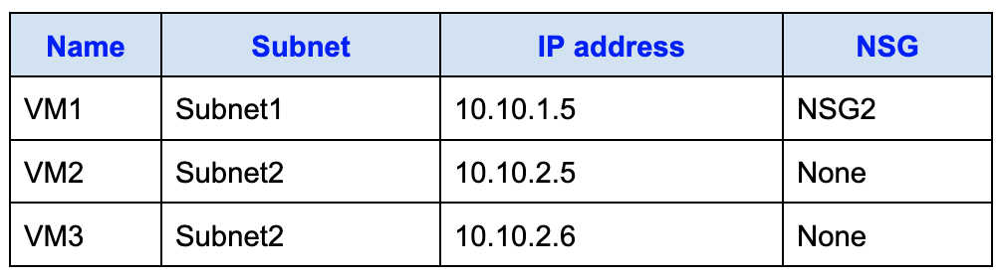 Name Subnet IP address NSG
VM1 Subnet1 10.10.1.5 NSG2
VM2 Subnet2 10.10.2.5 None
VM3 Subnet2 10.10.2.6 None